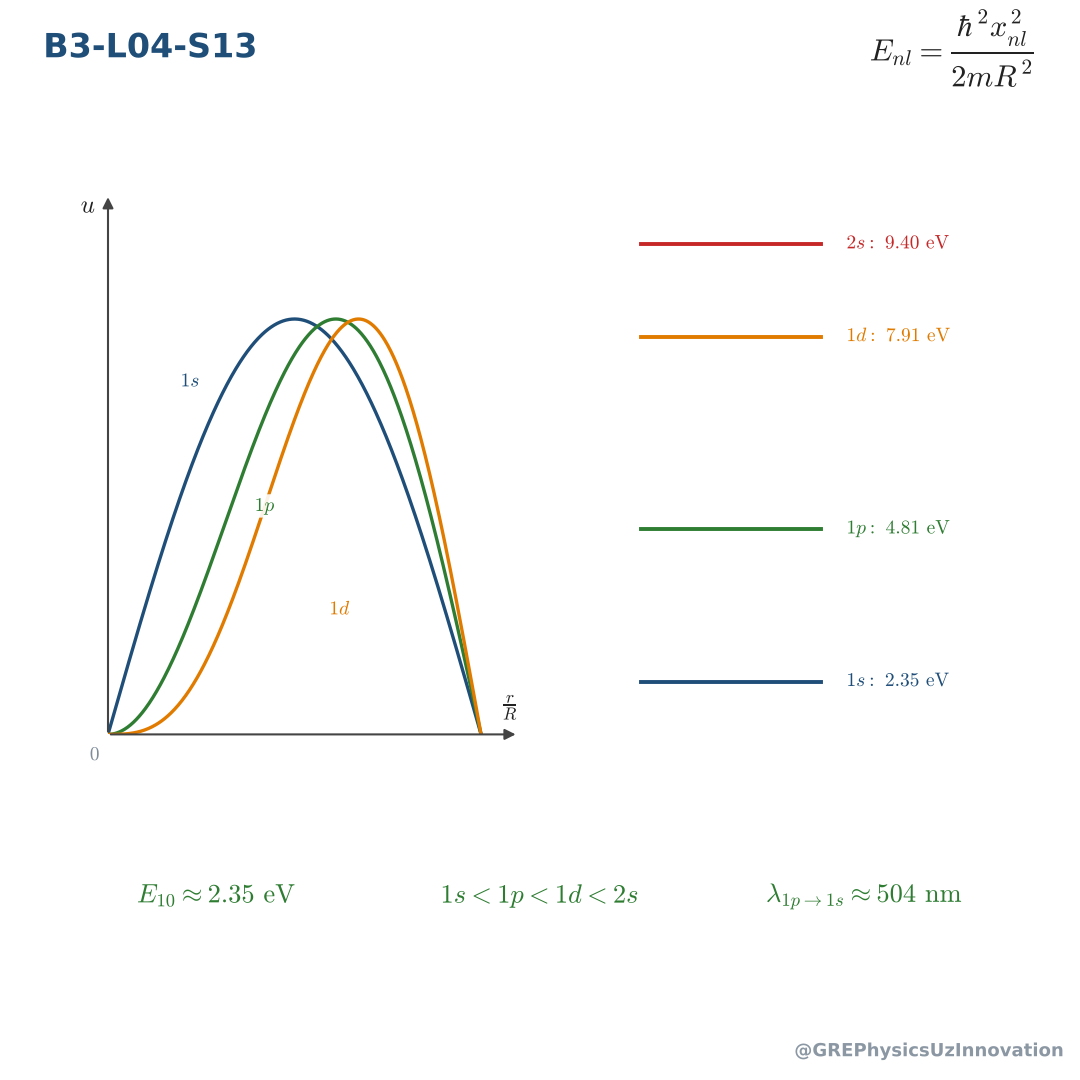 B3-L04-S13
E_{nl} = \frac{ħ^2 x_{nl}^2}{2mR^2}
u
2s: 9.40 eV
1d: 7.91 eV
1s
1p
1p: 4.81 eV
1d
1s: 2.35 eV
\frac{r}{R}
0
E_{10} ≈ 2.35 eV
1s < 1p < 1d < 2s
λ_{1p→1s} ≈ 504 nm
@GREPhysicsUzInnovation